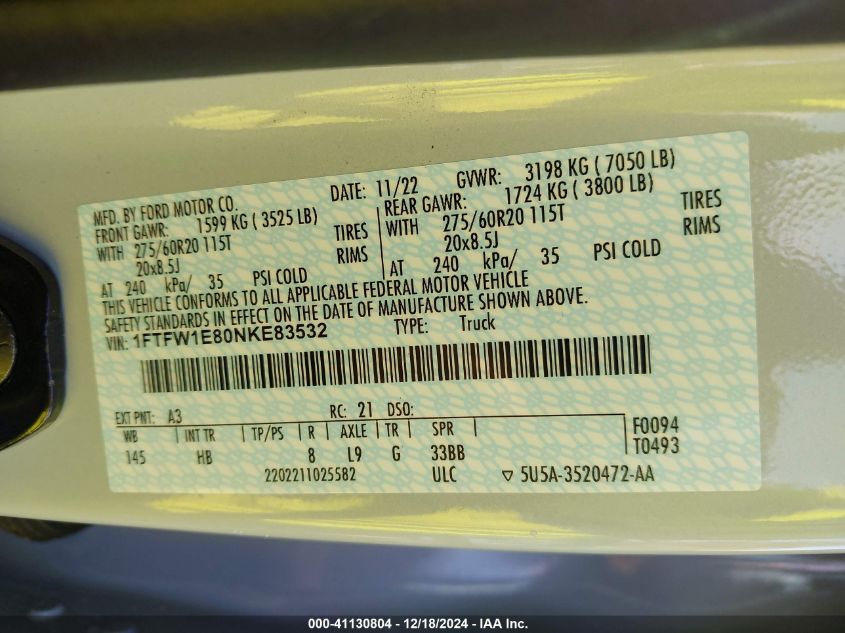 MFD. BY FORD MOTOR CO. DATE: 11/22 GVWR: 3198 KG ( 7050 LB)
FRONT GAWR: 1599 KG ( 3525 LB) REAR GAWR: 1724 KG ( 3800 LB)
WITH 275/60R20 115T TIRES WITH 275/60R20 115T TIRES
20x8.5J RIMS 20x8.5J RIMS
AT 240 kPa/ 35 PSI COLD AT 240 kPa/ 35 PSI COLD
THIS VEHICLE CONFORMS TO ALL APPLICABLE FEDERAL MOTOR VEHICLE
SAFETY STANDARDS IN EFFECT ON THE DATE OF MANUFACTURE SHOWN ABOVE.
VIN: 1FTFW1E80NKE83532 TYPE: Truck
EXT PNT: A3 RC: 21 DSO:
WB INT TR TP/PS R AXLE TR SPR F0094
145 HB 8 L9 G 33BB T0493
2202211025582 ULC ▽ 5U5A-3520472-AA
000-41130804 - 12/18/2024 - IAA Inc.